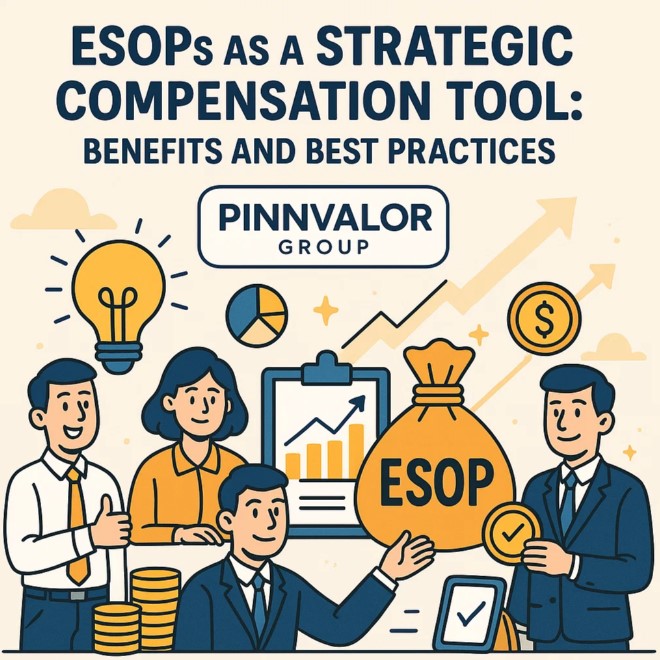 ESOPs AS A STRATEGIC
COMPENSATION TOOL:
BENEFITS AND BEST PRACTICES
PINNVALOR
GROUP
$
ESOP